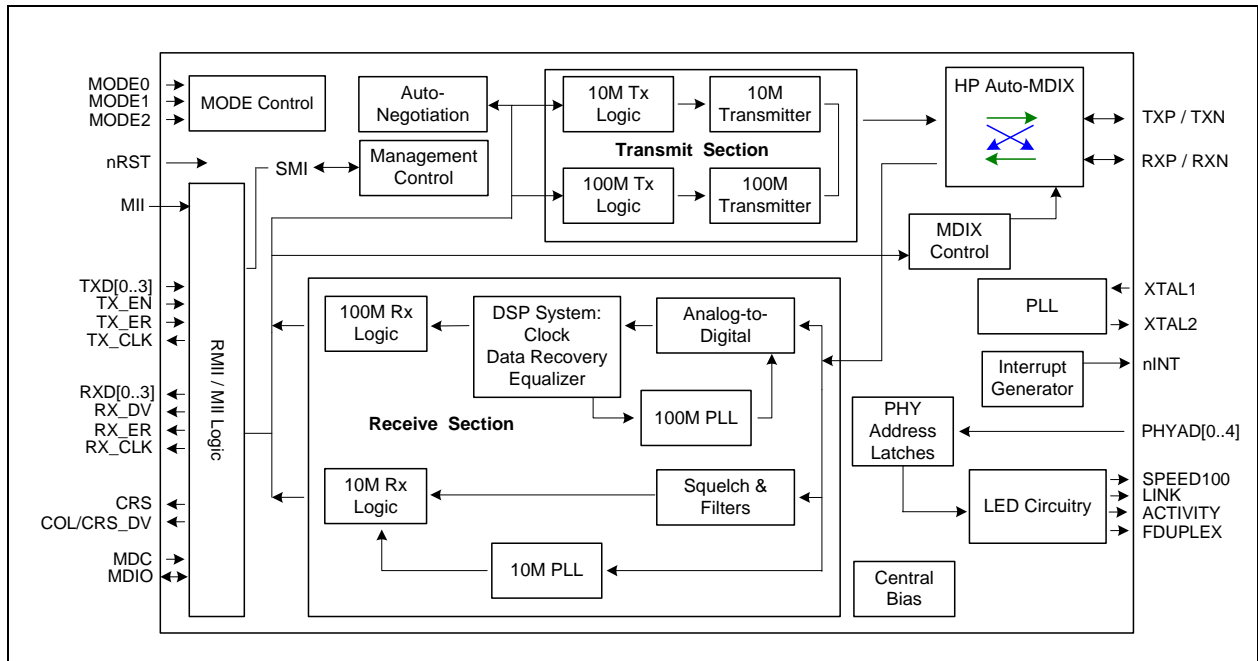 MODE0
MODE1
MODE2
nRST
MII
TXD[0..3]
TX_EN
TX_ER
TX_CLK
RXD[0..3]
RX_DV
RX_ER
RX_CLK
CRS
COL/CRS_DV
MDC
MDIO
MODE Control
RMII / MII Logic
SMI
Auto-
Negotiation
Management
Control
10M Tx
Logic
10M
Transmitter
Transmit Section
100M Tx
Logic
100M
Transmitter
100M Rx
Logic
DSP System:
Clock
Data Recovery
Equalizer
Analog-to-
Digital
100M PLL
Receive Section
10M Rx
Logic
Squelch &
Filters
10M PLL
HP Auto-MDIX
MDIX
Control
PLL
Interrupt
Generator
PHY
Address
Latches
LED Circuitry
Central
Bias
TXP / TXN
RXP / RXN
XTAL1
XTAL2
nINT
PHYAD[0..4]
SPEED100
LINK
ACTIVITY
FDUPLEX